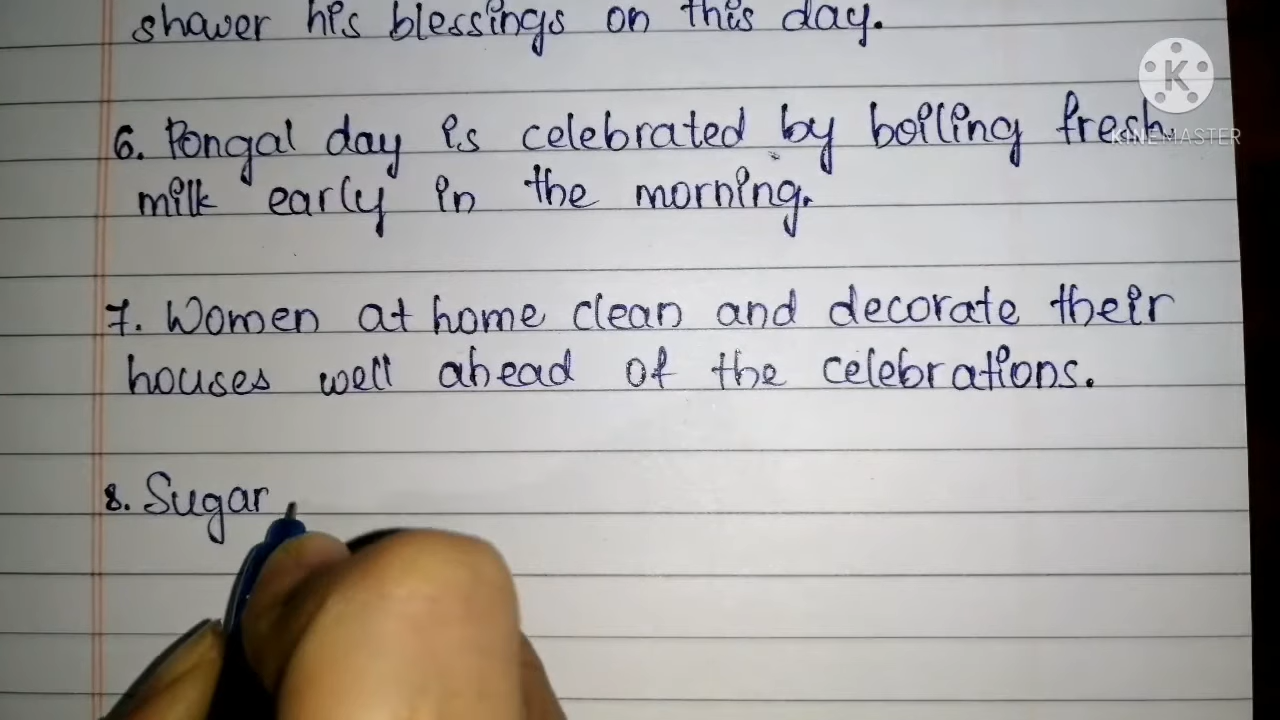 shower his blessings on this day.
6. Pongal day is celebrated by boiling fresh
milk early in the morning.
7. Women at home clean and decorate their
houses well ahead of the celebrations.
8. Sugar
K
KINEMASTER